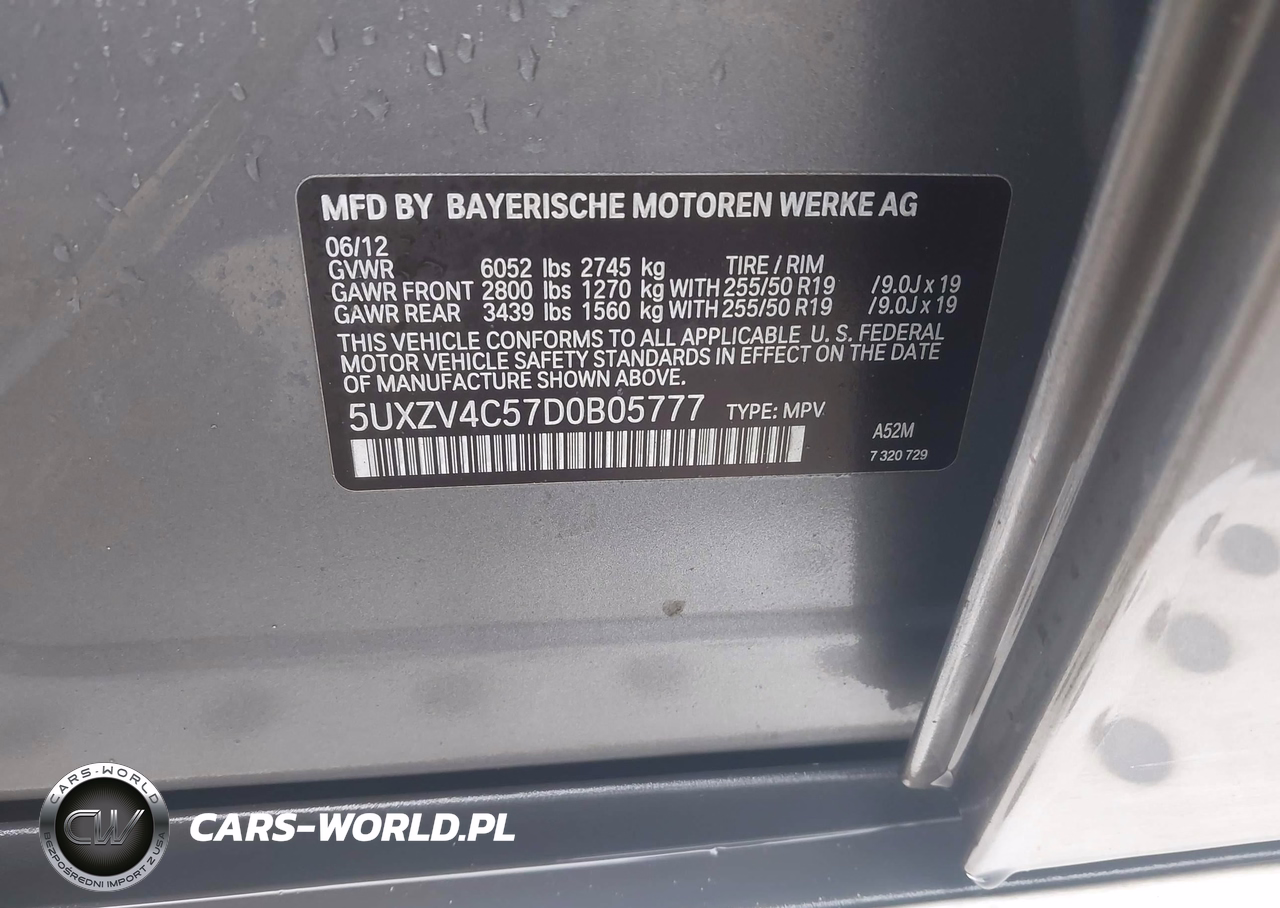 MFD BY BAYERISCHE MOTOREN WERKE AG
06/12
GVWR 6052 lbs 2745 kg TIRE / RIM
GAWR FRONT 2800 lbs 1270 kg WITH 255/50 R19 /9.0J x 19
GAWR REAR 3439 lbs 1560 kg WITH 255/50 R19 /9.0J x 19
THIS VEHICLE CONFORMS TO ALL APPLICABLE U. S. FEDERAL
MOTOR VEHICLE SAFETY STANDARDS IN EFFECT ON THE DATE
OF MANUFACTURE SHOWN ABOVE.
5UXZV4C57D0B05777 TYPE: MPV
A52M
7 320 729
CARS-WORLD
CW
BEZPOŚREDNI IMPORT Z USA
CARS-WORLD.PL